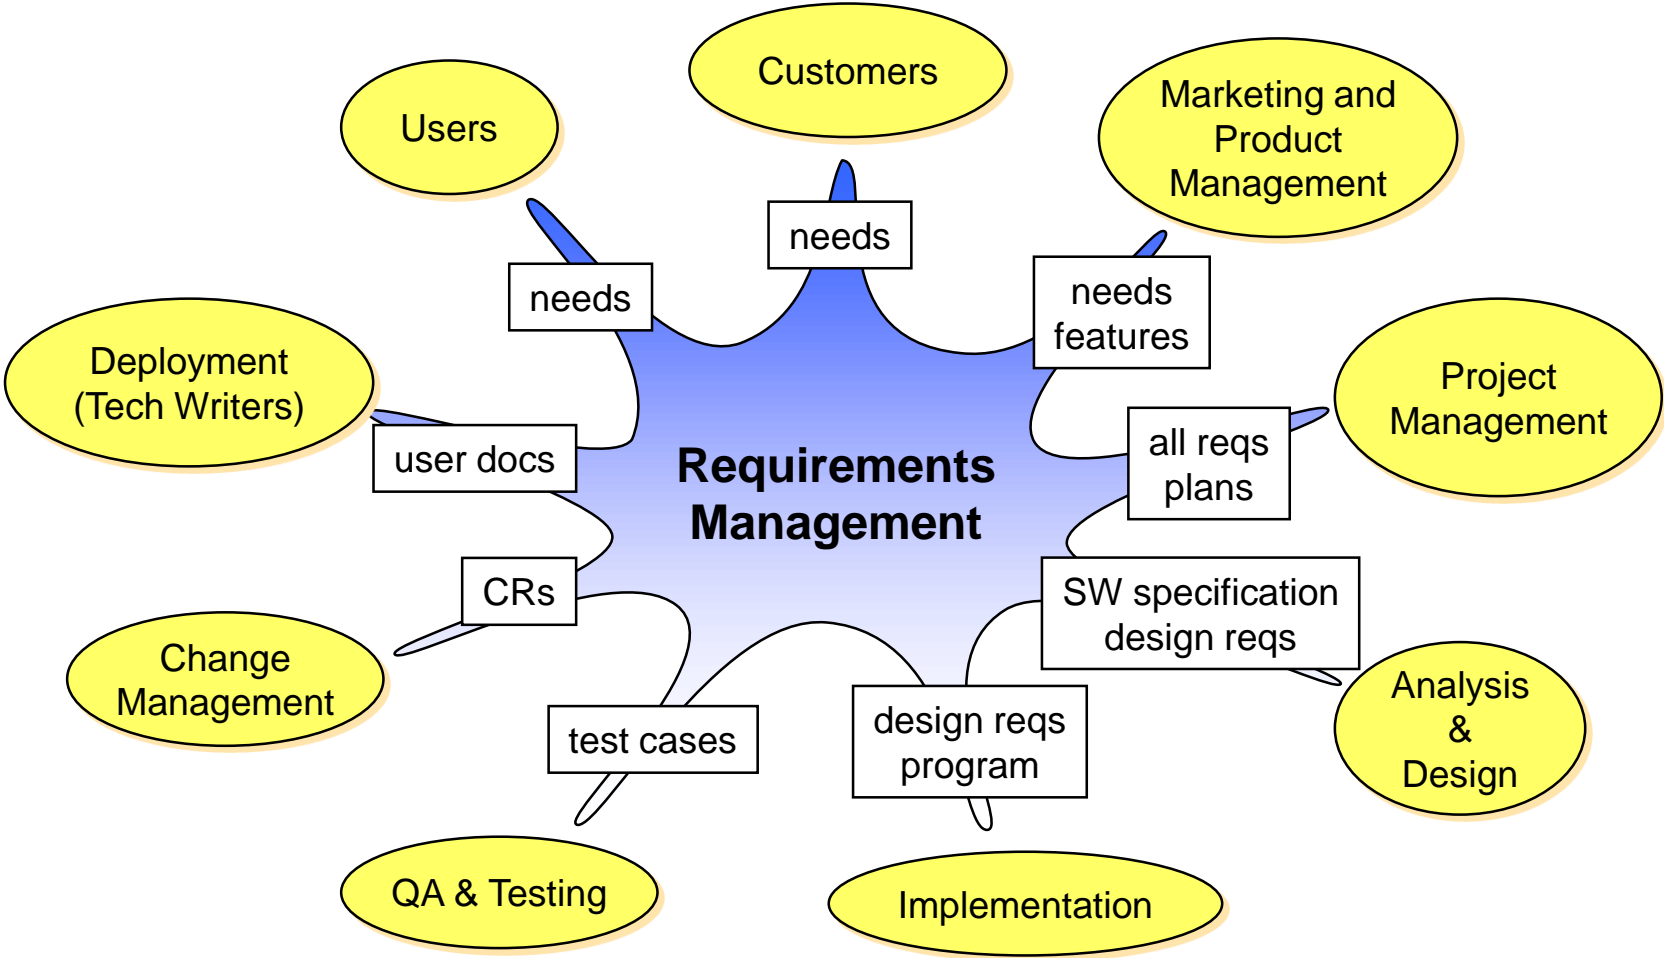 Customers
Users
Marketing and
Product
Management
needs
needs
needs
features
Deployment
(Tech Writers)
Project
Management
user docs
Requirements
Management
all reqs
plans
CRs
SW specification
design reqs
Change
Management
Analysis
&
Design
test cases
design reqs
program
QA & Testing
Implementation